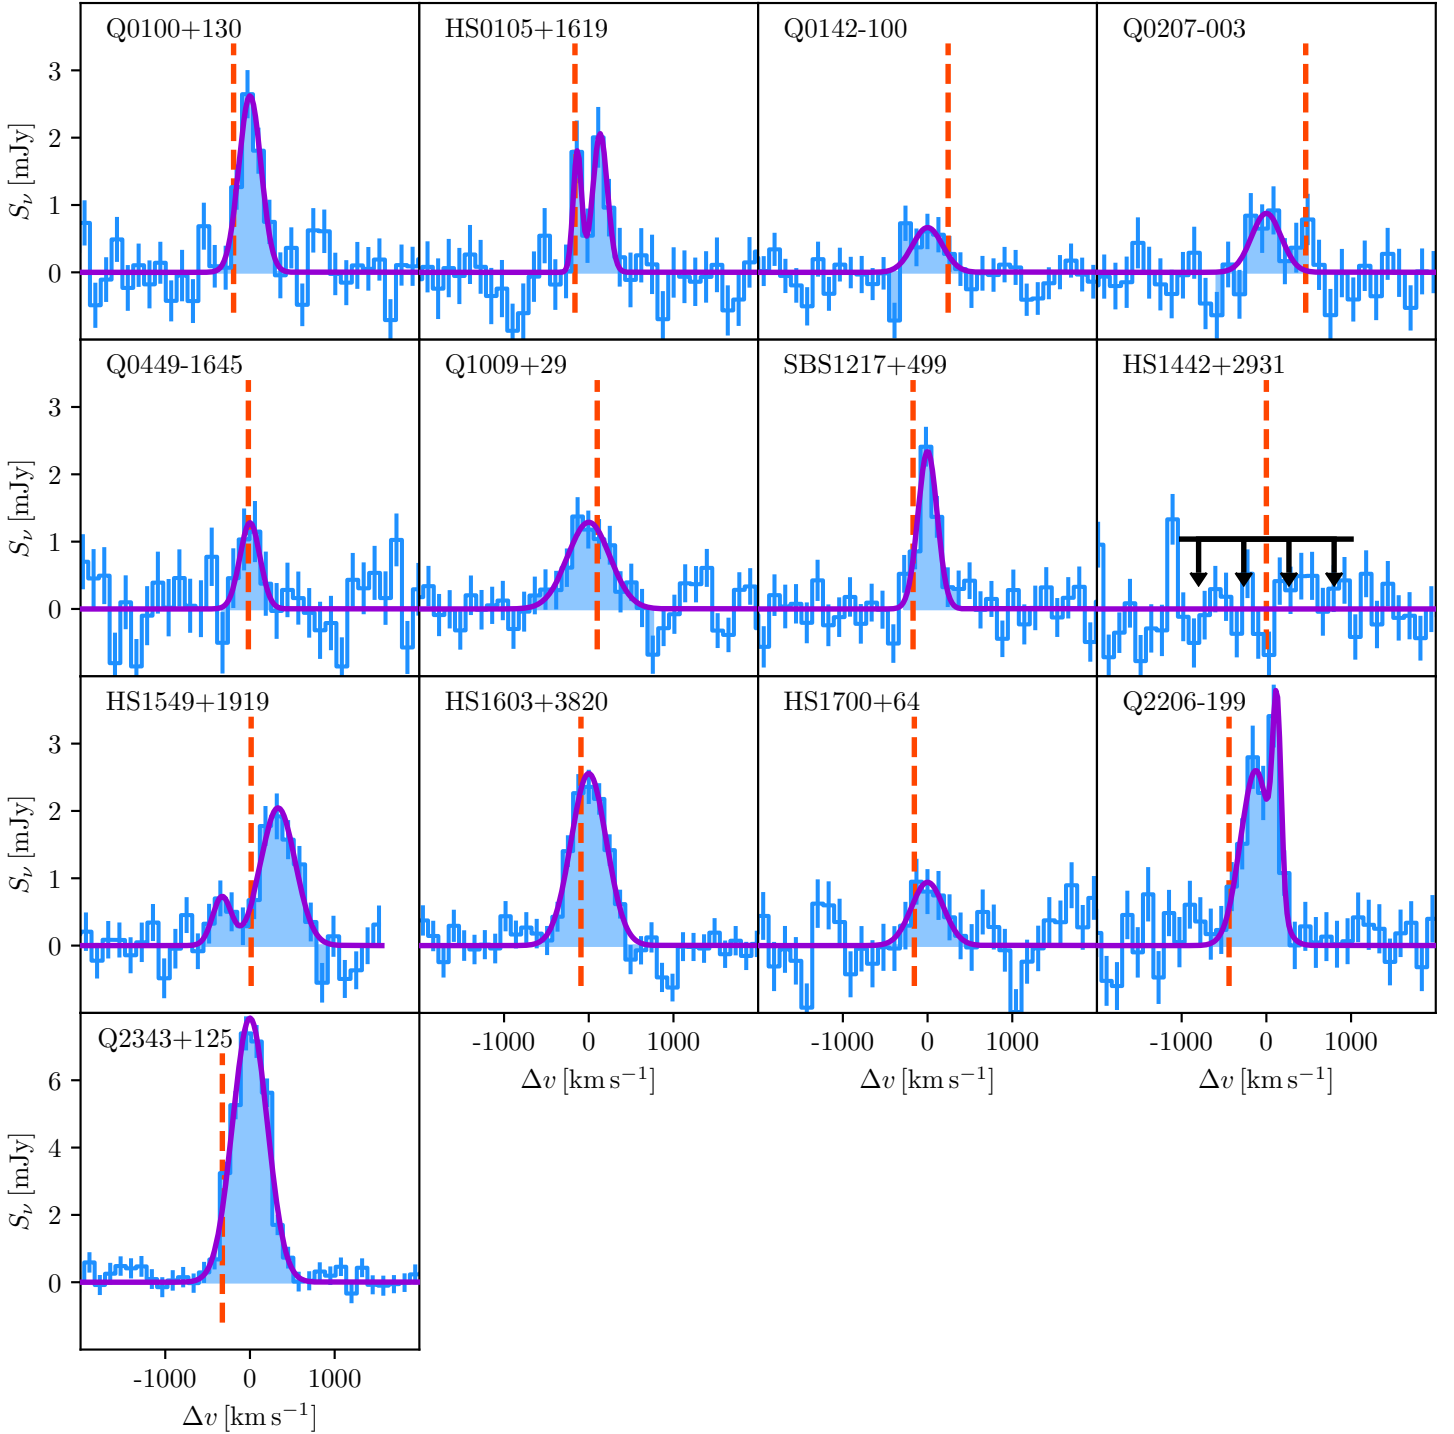 Q0100+130
HS0105+1619
Q0142-100
Q0207-003
3
2
1
0
S_ν [mJy]
Q0449-1645
Q1009+29
SBS1217+499
HS1442+2931
3
2
1
0
S_ν [mJy]
HS1549+1919
HS1603+3820
HS1700+64
Q2206-199
3
2
1
0
S_ν [mJy]
-1000 0 1000
-1000 0 1000
-1000 0 1000
Δv [km s⁻¹]
Δv [km s⁻¹]
Δv [km s⁻¹]
Q2343+125
6
4
2
0
S_ν [mJy]
-1000 0 1000
Δv [km s⁻¹]